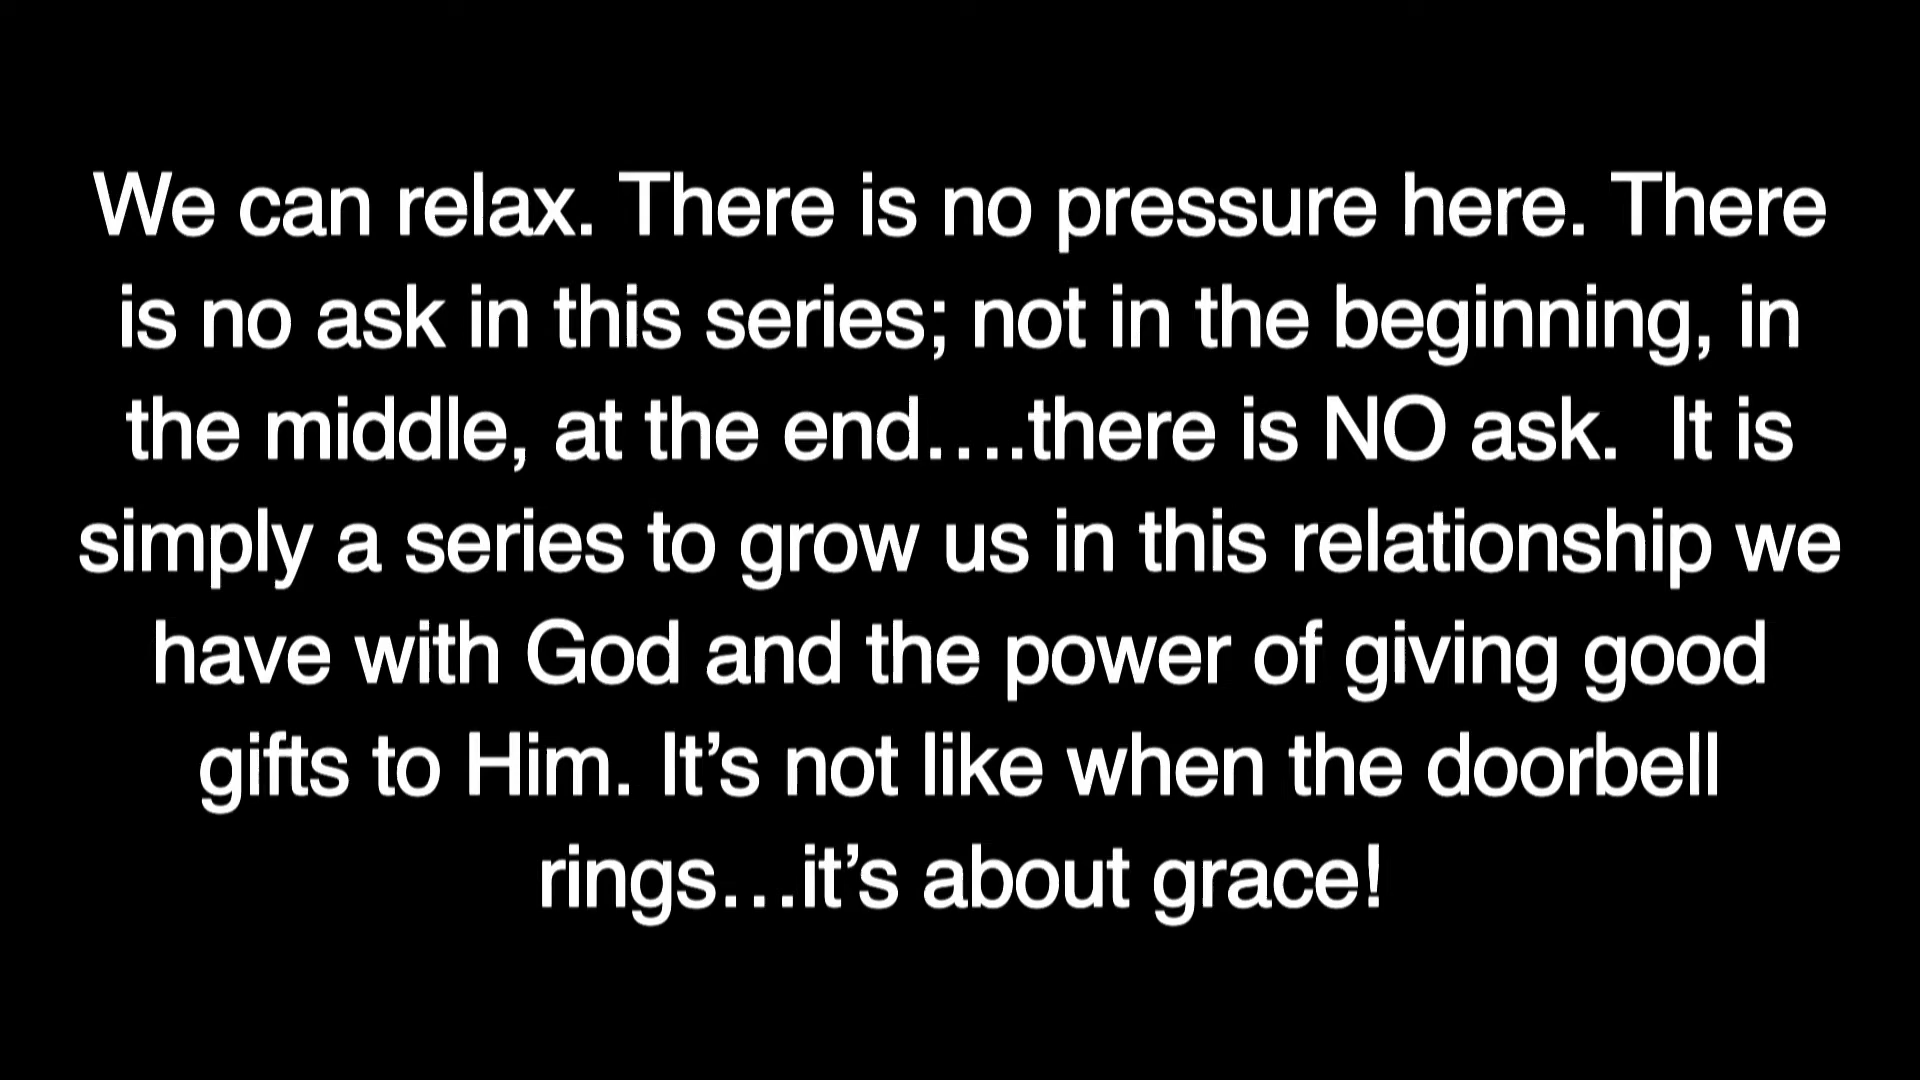 We can relax. There is no pressure here. There
is no ask in this series; not in the beginning, in
the middle, at the end….there is NO ask.  It is
simply a series to grow us in this relationship we
have with God and the power of giving good
gifts to Him. It’s not like when the doorbell
rings…it’s about grace!